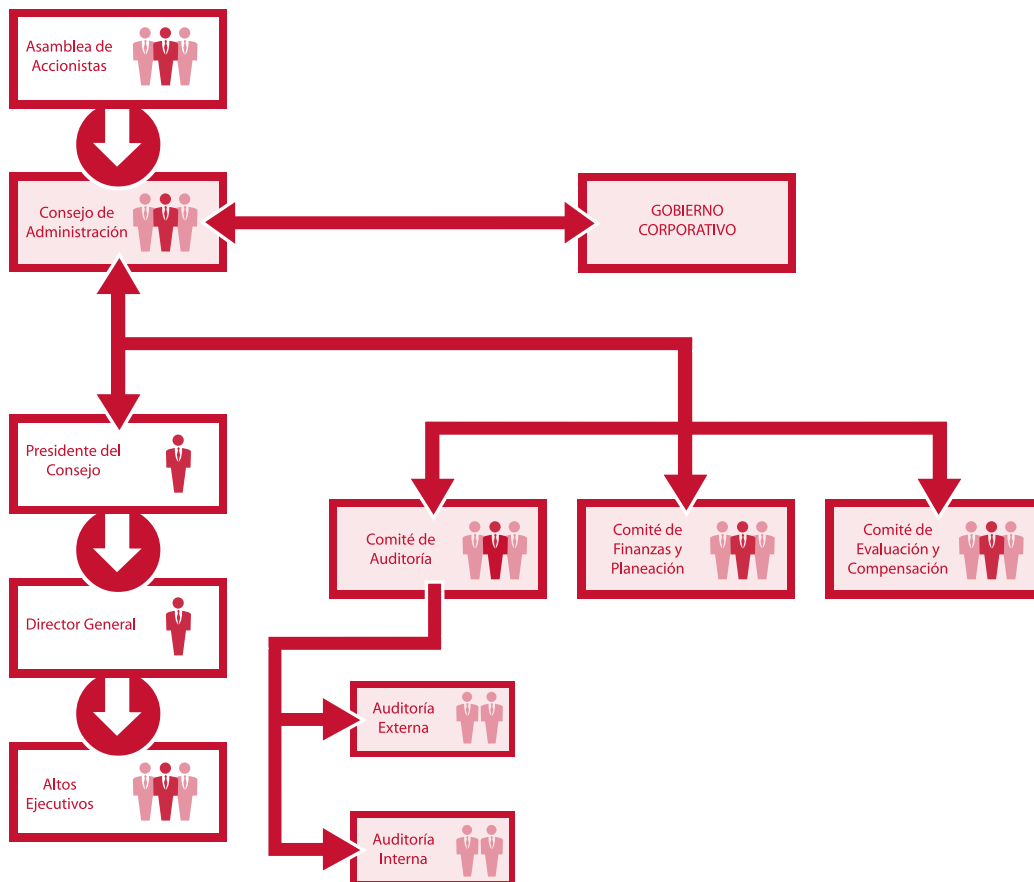 Asamblea de
Accionistas
Consejo de
Administración
GOBIERNO
CORPORATIVO
Presidente del
Consejo
Comité de
Auditoría
Comité de
Finanzas y
Planeación
Comité de
Evaluación y
Compensación
Director General
Auditoría
Externa
Altos
Ejecutivos
Auditoría
Interna